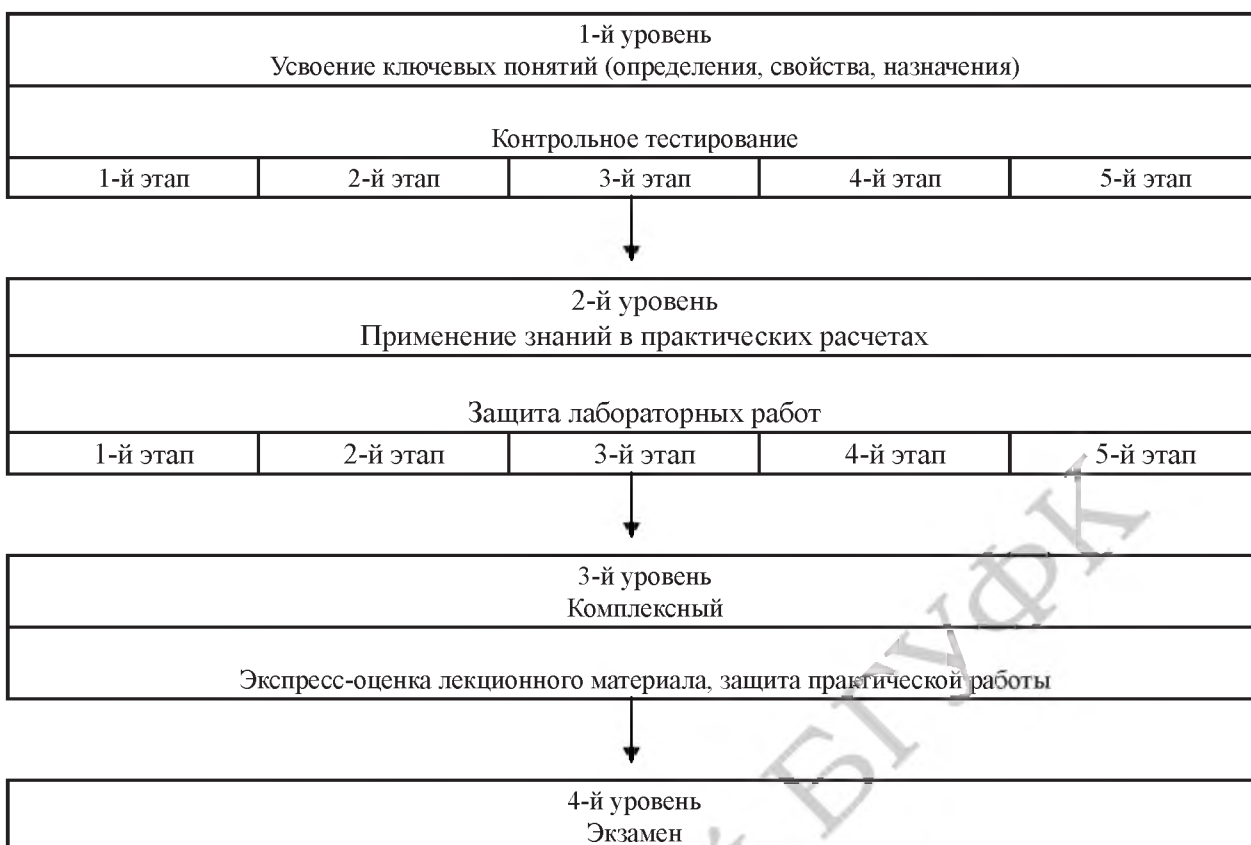 1-й уровень
Усвоение ключевых понятий (определения, свойства, назначения)
Контрольное тестирование
1-й этап 2-й этап 3-й этап 4-й этап 5-й этап
2-й уровень
Применение знаний в практических расчетах
Защита лабораторных работ
1-й этап 2-й этап 3-й этап 4-й этап 5-й этап
3-й уровень
Комплексный
Экспресс-оценка лекционного материала, защита практической работы
4-й уровень
Экзамен
БГУФК